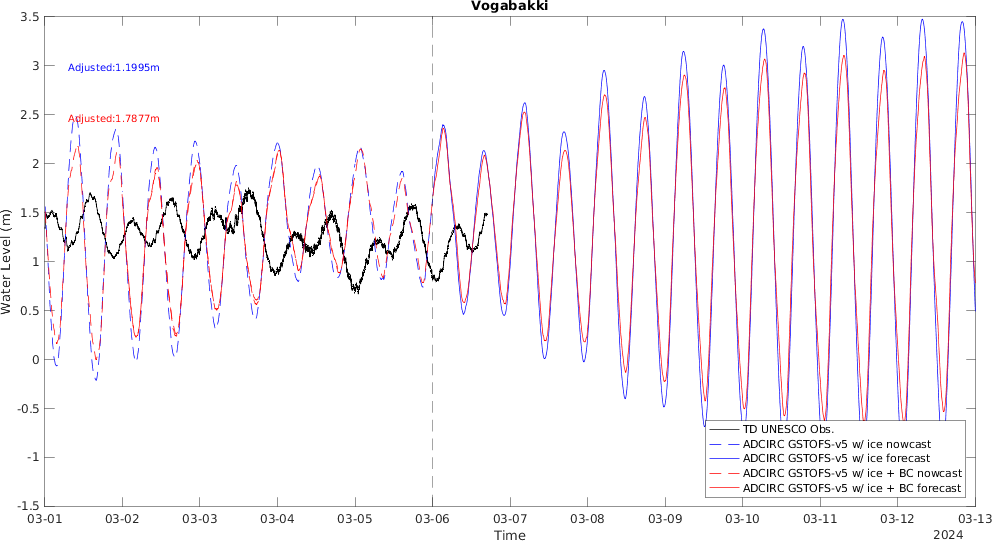 Vogabakki
Water Level (m)
3.5
3
2.5
2
1.5
1
0.5
0
-0.5
-1
-1.5
Adjusted:1.1995m
Adjusted:1.7877m
TD UNESCO Obs.
ADCIRC GSTOFS-v5 w/ ice nowcast
ADCIRC GSTOFS-v5 w/ ice forecast
ADCIRC GSTOFS-v5 w/ ice + BC nowcast
ADCIRC GSTOFS-v5 w/ ice + BC forecast
03-01 03-02 03-03 03-04 03-05 03-06 03-07 03-08 03-09 03-10 03-11 03-12 03-13
Time
2024